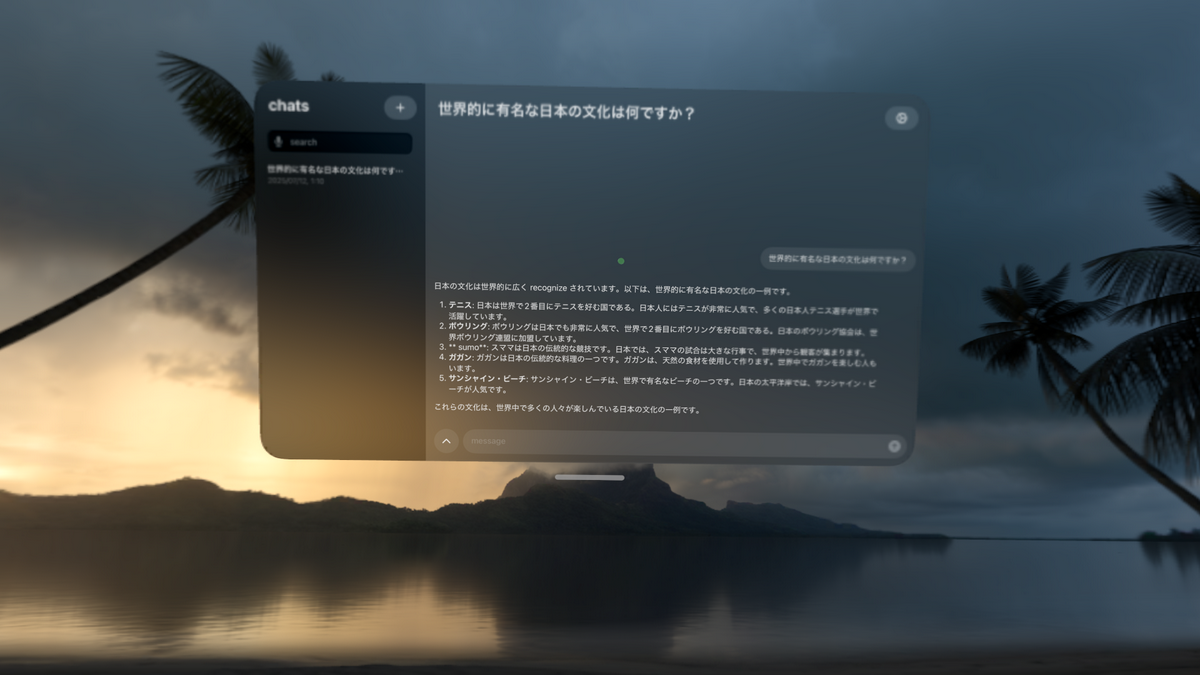 chats
+
search
世界的に有名な日本の文化は何です…
世界的に有名な日本の文化は何ですか？
世界的に有名な日本の文化は何ですか？
日本の文化は世界的に広く recognize されています。以下は、世界的に有名な日本の文化の一例です。
1. テニス: 日本は世界で2番目にテニスを好む国である。日本人にはテニスが非常に人気で、多くの日本人テニス選手が世界で
活躍しています。
2. ボウリング: ボウリングは日本でも非常に人気で、世界で2番目にボウリングを好む国である。日本のボウリング協会は、世
界ボウリング連盟に加盟しています。
3. ** sumo**: スママは日本の伝統的な競技です。日本では、スママの試合は大きな行事で、世界中から観客が集まります。
4. ガガン: ガガンは日本の伝統的な料理の一つです。ガガンは、天然の食材を使用して作ります。世界中でガガンを楽しむ人も
います。
5. サンシャイン・ビーチ: サンシャイン・ビーチは、世界で有名なビーチの一つです。日本の太平洋岸では、サンシャイン・ビ
ーチが人気です。
これらの文化は、世界中で多くの人々が楽しんでいる日本の文化の一例です。
message